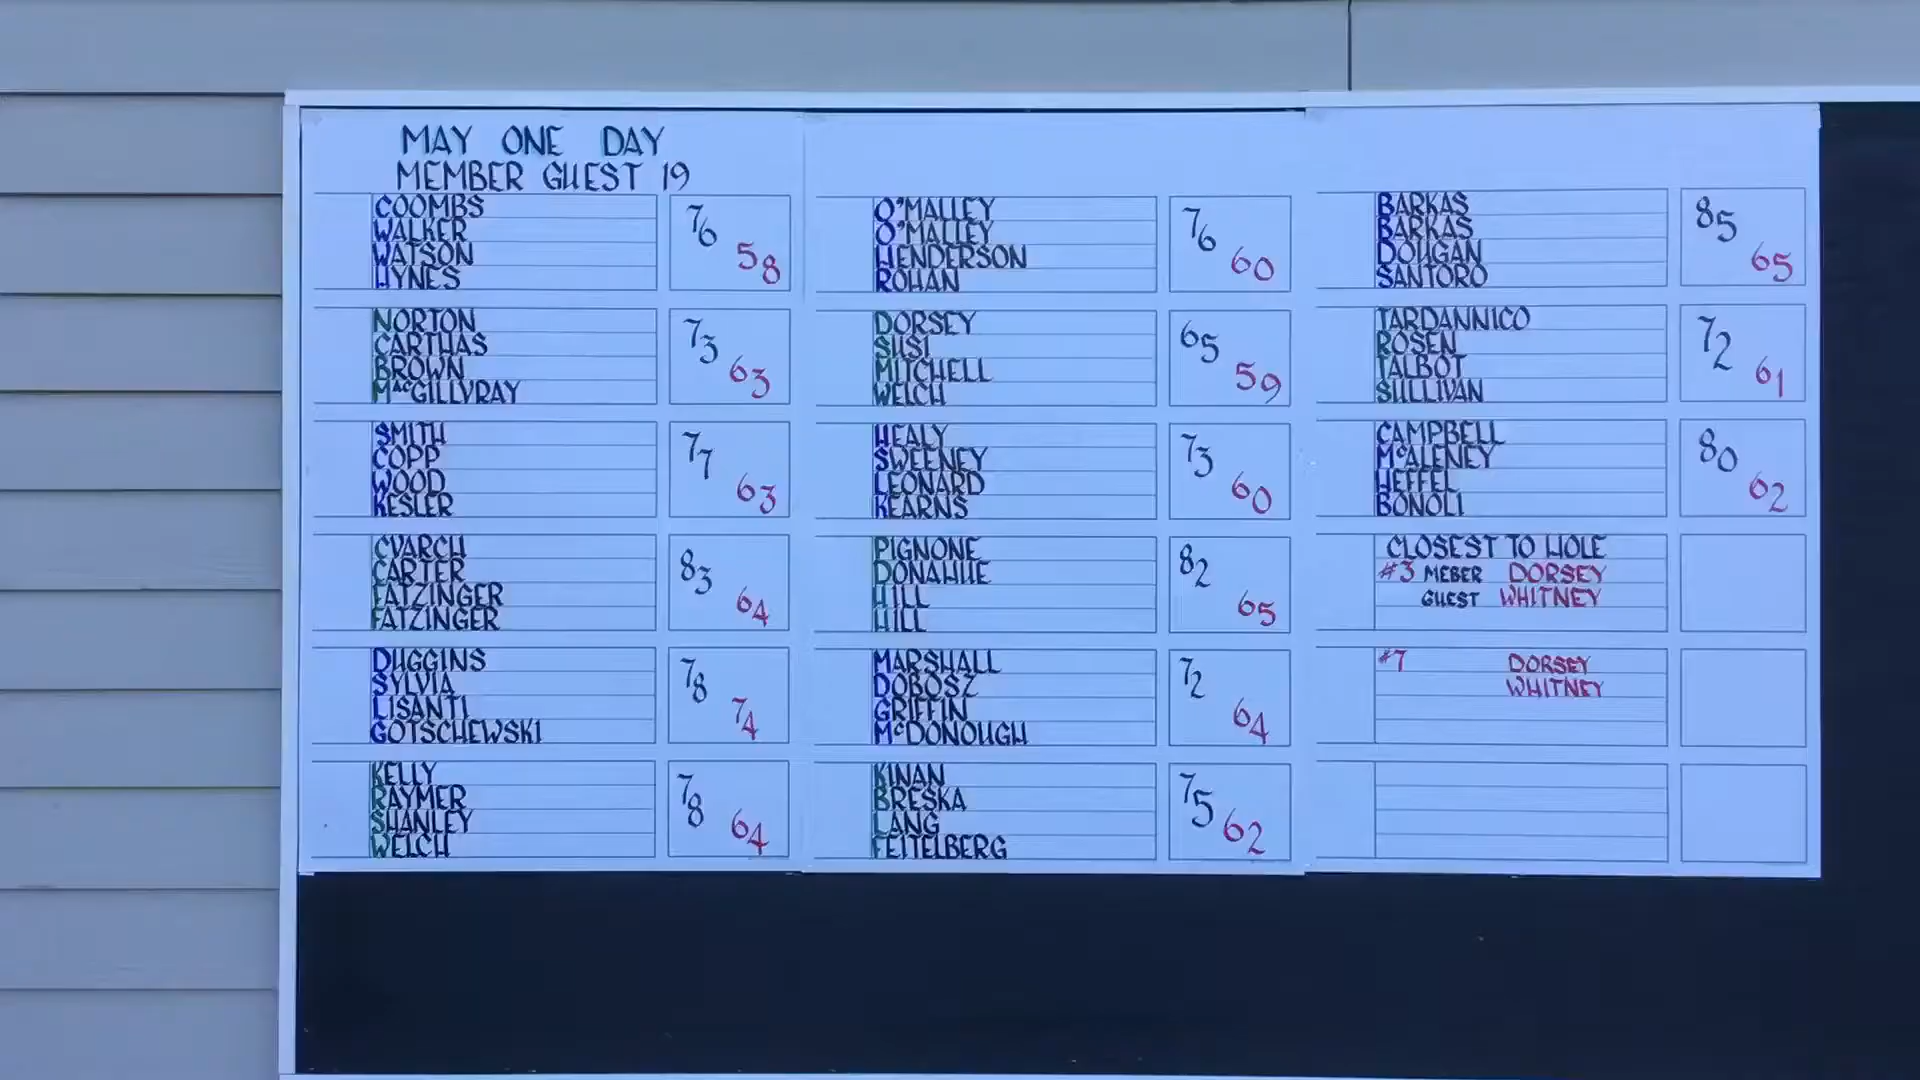 MAY ONE DAY
MEMBER GUEST 19
COOMBS
WALKER
WATSON
HYNES
76
58
NORTON
CARTHAS
BROWN
MacGILLVRAY
73
63
SMITH
COPP
WOOD
KESLER
77
63
CVARCH
CARTER
FATZINGER
FATZINGER
83
64
DUGGINS
SYLVIA
LISANTI
GOTSCHEWSKI
78
74
KELLY
RAYMER
SHANLEY
WELCH
78
64
O'MALLEY
O'MALLEY
HENDERSON
ROHAN
76
60
DORSEY
SUSI
MITCHELL
WELCH
65
59
HEALY
SWEENEY
LEONARD
KEARNS
73
60
PIGNONE
DONAHUE
HILL
HILL
82
65
MARSHALL
DOBOSZ
GRIFFIN
McDONOUGH
72
64
KINAN
BRESKA
LANG
FEITELBERG
75
62
BARKAS
BARKAS
DOUGAN
SANTORO
85
65
TARDANNICO
ROSEN
TALBOT
SULLIVAN
72
61
CAMPBELL
McALENEY
HEFFEL
BONOLI
80
62
CLOSEST TO HOLE
#3 MEBER DORSEY
GUEST WHITNEY
#7 DORSEY
WHITNEY